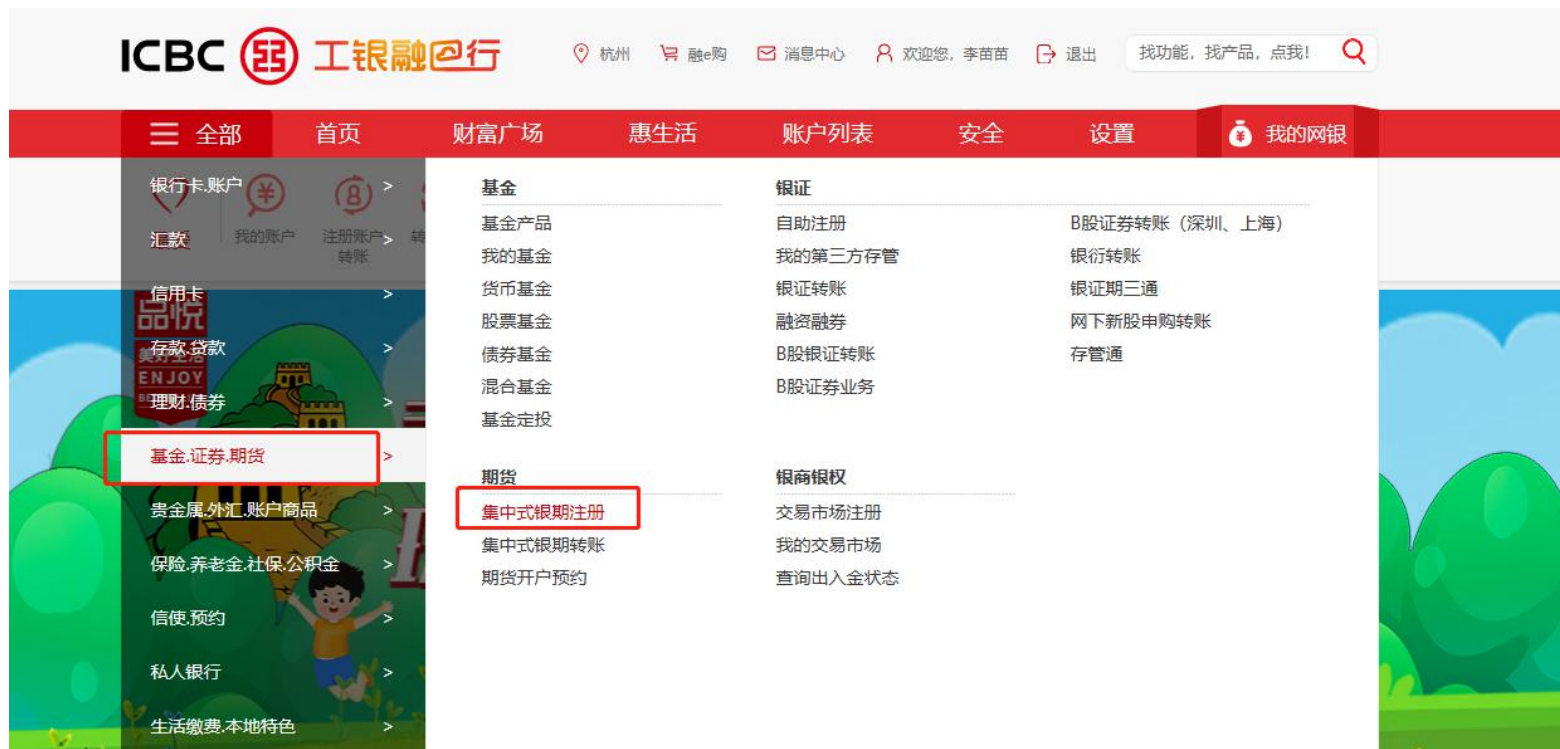 ICBC 工银融e行
杭州 融e购 消息中心 欢迎您, 李苗苗 退出 找功能, 找产品, 点我!
全部 首页 财富广场 惠生活 账户列表 安全 设置 我的网银
银行卡.账户 >
汇款 >
我的账户 注册账户 转账
信用卡 >
品悦
美好生活
ENJOY
存款.贷款 >
理财.债券 >
基金.证券.期货 >
贵金属.外汇.账户商品 >
保险.养老金.社保.公积金 >
信使.预约 >
私人银行 >
生活缴费.本地特色 >
基金
基金产品
我的基金
货币基金
股票基金
债券基金
混合基金
基金定投
银证
自助注册
我的第三方存管
银证转账
融资融券
B股银证转账
B股证券业务
B股证券转账（深圳、上海）
银衍转账
银证期三通
网下新股申购转账
存管通
期货
集中式银期注册
集中式银期转账
期货开户预约
银商银权
交易市场注册
我的交易市场
查询出入金状态